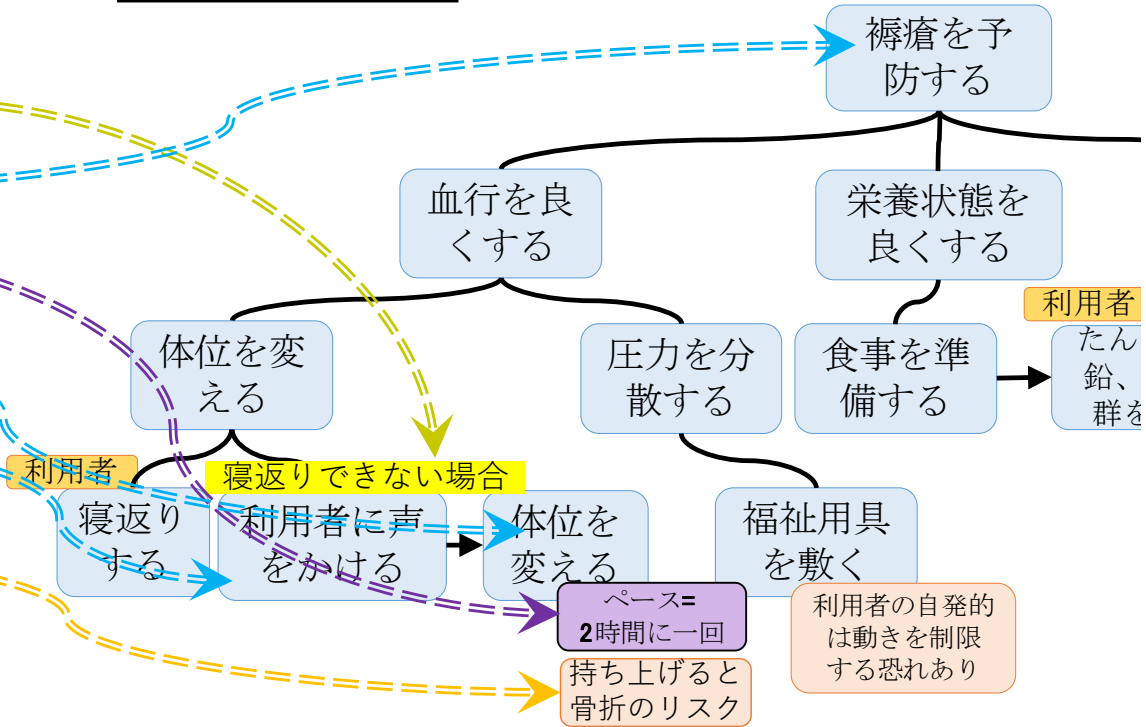 褥瘡を予
防する
血行を良
くする
栄養状態を
良くする
利用者
体位を変
える
圧力を分
散する
食事を準
備する
たん
鉛、
群を
利用者
寝返りできない場合
寝返り
する
利用者に声
をかける
体位を
変える
福祉用具
を敷く
ペース=
2時間に一回
利用者の自発的
は動きを制限
する恐れあり
持ち上げると
骨折のリスク